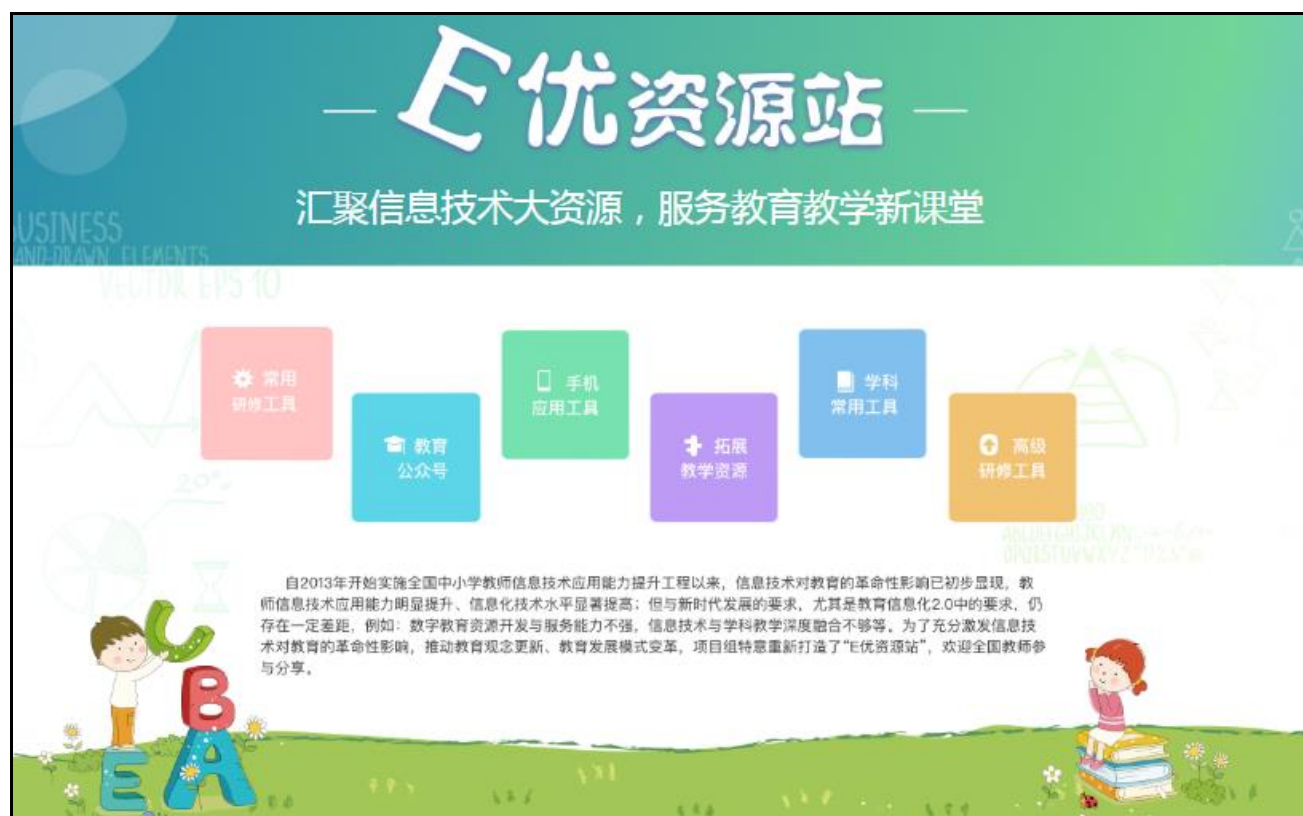 — E优资源站 —
汇聚信息技术大资源，服务教育教学新课堂
BUSINESS
HAND-DRAWN ELEMENTS
VECTOR EPS 10
常用
研修工具
教育
公众号
手机
应用工具
拓展
教学资源
学科
常用工具
高级
研修工具
20%
自2013年开始实施全国中小学教师信息技术应用能力提升工程以来，信息技术对教育的革命性影响已初步显现，教
师信息技术应用能力明显提升、信息化技术水平显著提高；但与新时代发展的要求，尤其是教育信息化2.0中的要求，仍
存在一定差距，例如：数字教育资源开发与服务能力不强，信息技术与学科教学深度融合不够等。为了充分激发信息技
术对教育的革命性影响，推动教育观念更新、教育发展模式变革，项目组特意重新打造了“E优资源站”，欢迎全国教师参
与分享。
U
B
E
A